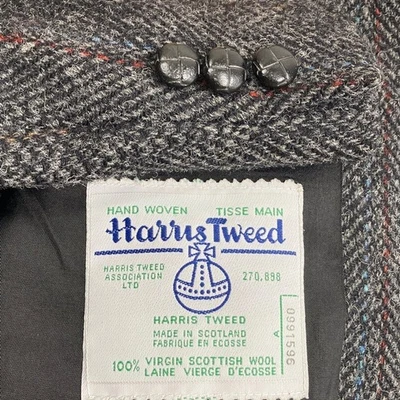 HAND WOVEN TISSE MAIN
Harris Tweed
HARRIS TWEED
ASSOCIATION
LTD
270,898
HARRIS TWEED
MADE IN SCOTLAND
FABRIQUE EN ECOSSE
100% VIRGIN SCOTTISH WOOL
LAINE VIERGE D'ECOSSE
A 0991596